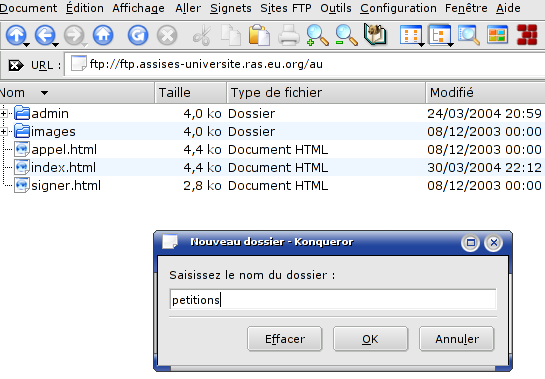 Document Édition Affichage Aller Signets Sites FTP Outils Configuration Fenêtre Aide
URL : ftp://ftp.assises-universite.ras.eu.org/au
Nom Taille Type de fichier Modifié
admin 4,0 ko Dossier 24/03/2004 20:59
images 4,0 ko Dossier 08/12/2003 00:00
appel.html 4,4 ko Document HTML 08/12/2003 00:00
index.html 4,4 ko Document HTML 30/03/2004 22:12
signer.html 2,8 ko Document HTML 08/12/2003 00:00
Nouveau dossier - Konqueror
Saisissez le nom du dossier :
petitions
Effacer OK Annuler